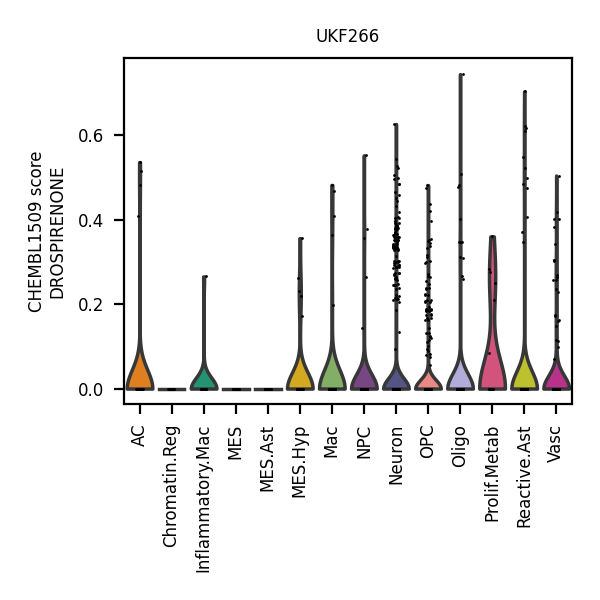 UKF266
CHEMBL1509 score
DROSPIRENONE
0.6
0.4
0.2
0.0
AC
Chromatin.Reg
Inflammatory.Mac
MES
MES.Ast
MES.Hyp
Mac
NPC
Neuron
OPC
Oligo
Prolif.Metab
Reactive.Ast
Vasc